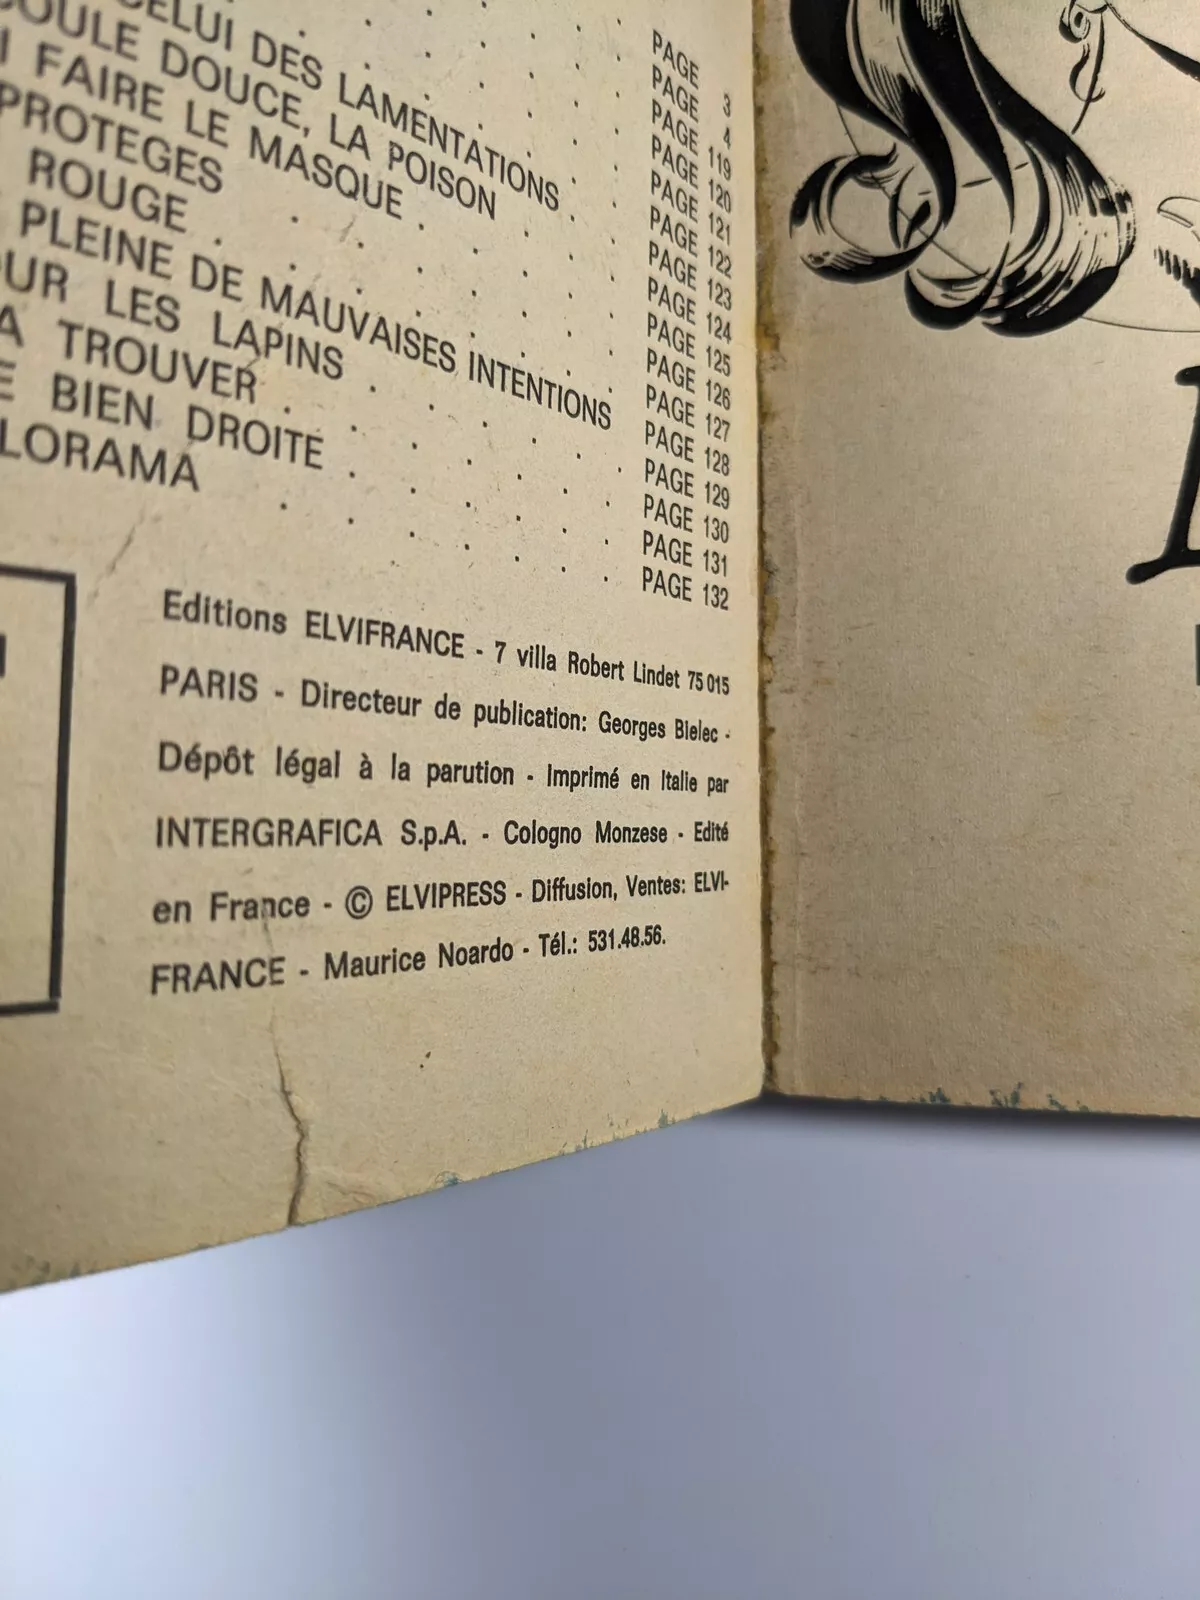 CELUI DES LAMENTATIONS . . PAGE 3
DOUCE, LA POISON . . PAGE 4
FAIRE LE MASQUE . . . PAGE 119
PROTEGES . . . . PAGE 120
ROUGE . . . . . PAGE 121
PLEINE DE MAUVAISES INTENTIONS PAGE 122
LES LAPINS . . . . PAGE 123
TROUVER . . . . . PAGE 124
BIEN DROITE . . . . PAGE 125
. . . . . PAGE 126
PAGE 127
PAGE 128
PAGE 129
PAGE 130
PAGE 131
PAGE 132
Editions ELVIFRANCE - 7 villa Robert Lindet 75 015
PARIS - Directeur de publication: Georges Bielec -
Dépôt légal à la parution - Imprimé en Italie par
INTERGRAFICA S.p.A. - Cologno Monzese - Edité
en France - © ELVIPRESS - Diffusion, Ventes: ELVI-
FRANCE - Maurice Noardo - Tél.: 531.48.56.